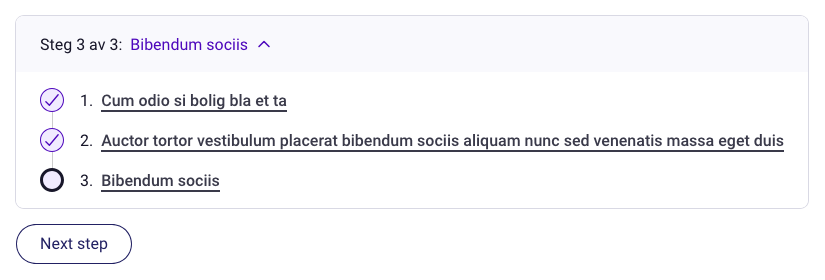 Steg 3 av 3: Bibendum sociis
1. Cum odio si bolig bla et ta
2. Auctor tortor vestibulum placerat bibendum sociis aliquam nunc sed venenatis massa eget duis
3. Bibendum sociis
Next step